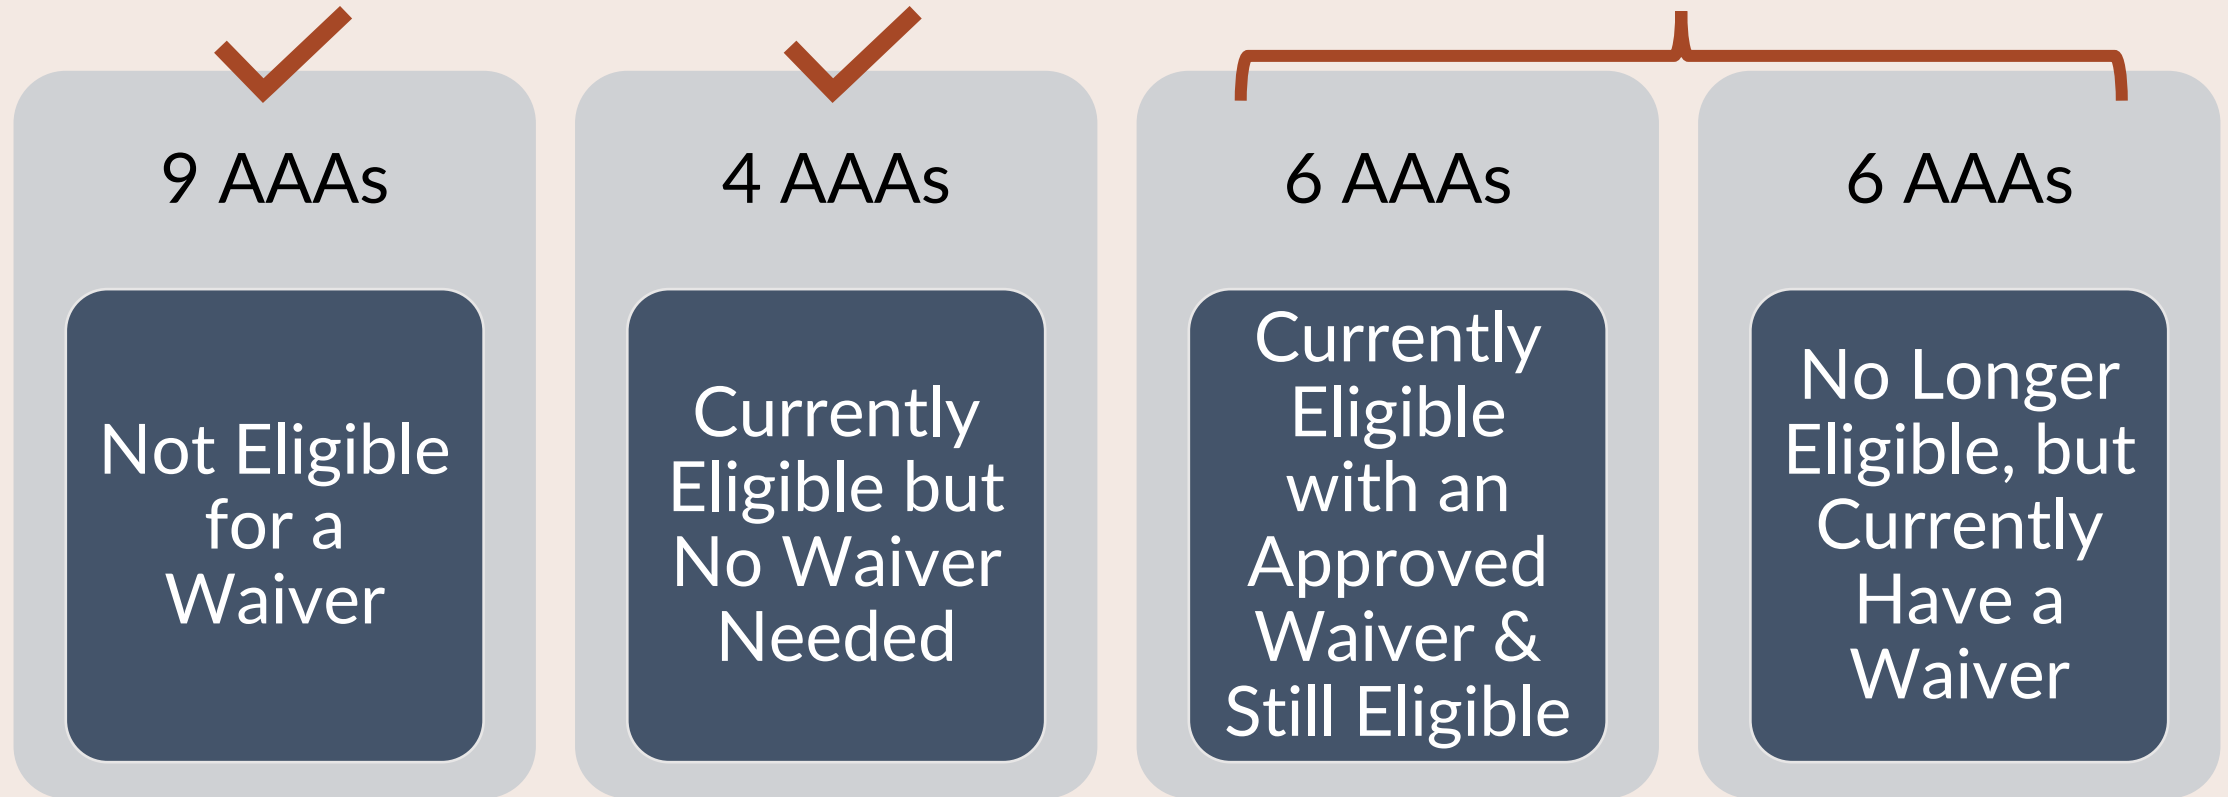 9 AAAs
Not Eligible
for a
Waiver
4 AAAs
Currently
Eligible but
No Waiver
Needed
6 AAAs
Currently
Eligible
with an
Approved
Waiver &
Still Eligible
6 AAAs
No Longer
Eligible, but
Currently
Have a
Waiver